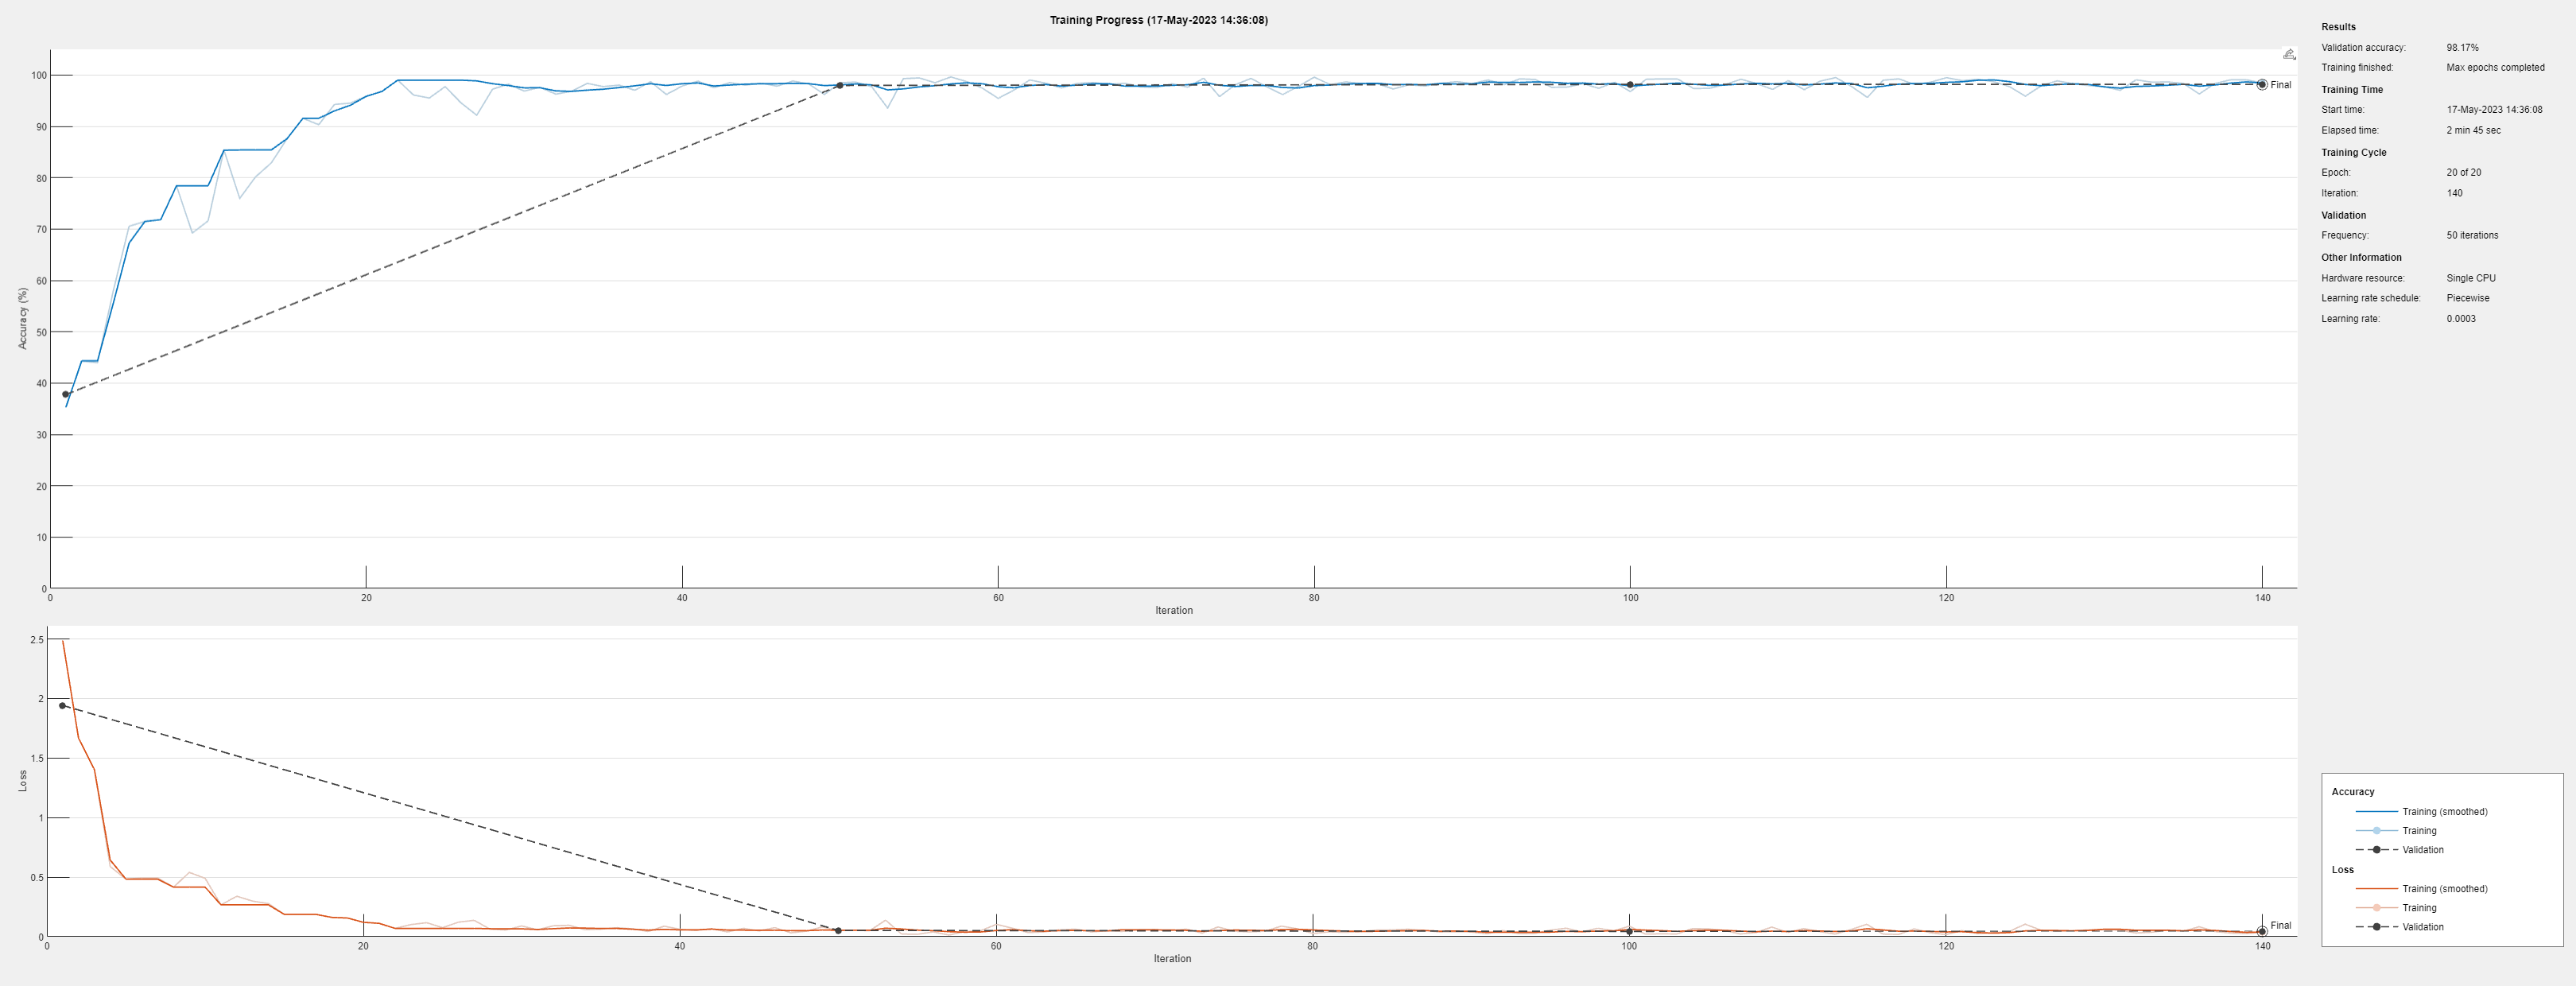 Training Progress (17-May-2023 14:36:08)
100
90
80
70
60
50
40
30
20
10
0
Accuracy (%)
Final
0 20 40 60 80 100 120 140
Iteration
2.5
2
1.5
1
0.5
0
Loss
Final
0 20 40 60 80 100 120 140
Iteration
Results
Validation accuracy: 98.17%
Training finished: Max epochs completed
Training Time
Start time: 17-May-2023 14:36:08
Elapsed time: 2 min 45 sec
Training Cycle
Epoch: 20 of 20
Iteration: 140
Validation
Frequency: 50 iterations
Other Information
Hardware resource: Single CPU
Learning rate schedule: Piecewise
Learning rate: 0.0003
Accuracy
Training (smoothed)
Training
Validation
Loss
Training (smoothed)
Training
Validation